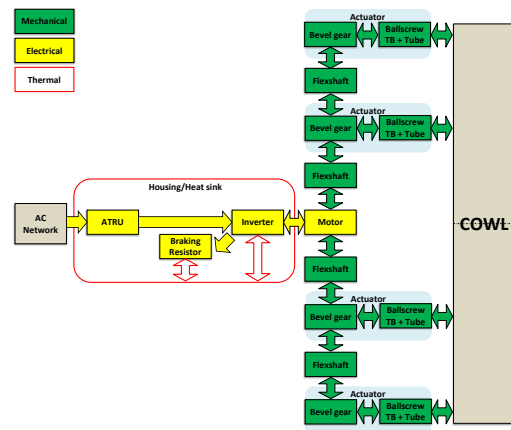 Mechanical
Electrical
Thermal
Actuator
Bevel gear
Ballscrew
TB + Tube
Flexshaft
Actuator
Bevel gear
Ballscrew
TB + Tube
Flexshaft
Housing/Heat sink
AC
Network
ATRU
Inverter
Motor
COWL
Braking
Resistor
Flexshaft
Actuator
Bevel gear
Ballscrew
TB + Tube
Flexshaft
Actuator
Bevel gear
Ballscrew
TB + Tube